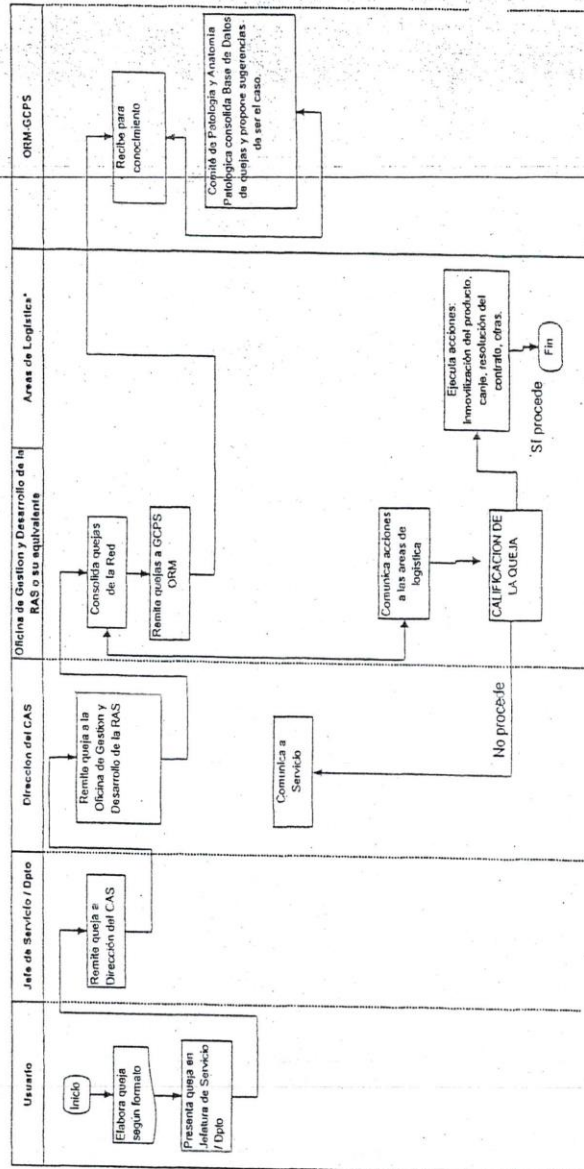 Usuario
Jefe de Servicio / Dpto
Direccion del CAS
Oficina de Gestion y Desarrollo de la
RAS o su equivalente
Areas de Logística*
ORM-GCPS
Inicio
Elabora queja
según formato
Presenta queja en
Jefatura de Servicio
/ Dpto
Remite queja a
Dirección del CAS
Remite queja a la
Oficina de Gestion y
Desarrollo de la RAS
Comunica a
Servicio
No procede
Consolida quejas
de la Red
Remite quejas a GCPS
ORM
Comunica acciones
a las areas de
logistica
CALIFICACION DE
LA QUEJA
SI procede
Ejecuta acciones:
Inmovilización del producto,
canje, resolución del
contrato, otras.
Fin
Recibe para
conocimiento
Comité de Patología y Anatomía
Patologica consolida Base de Datos
de quejas y propone sugerencias
de ser el caso.